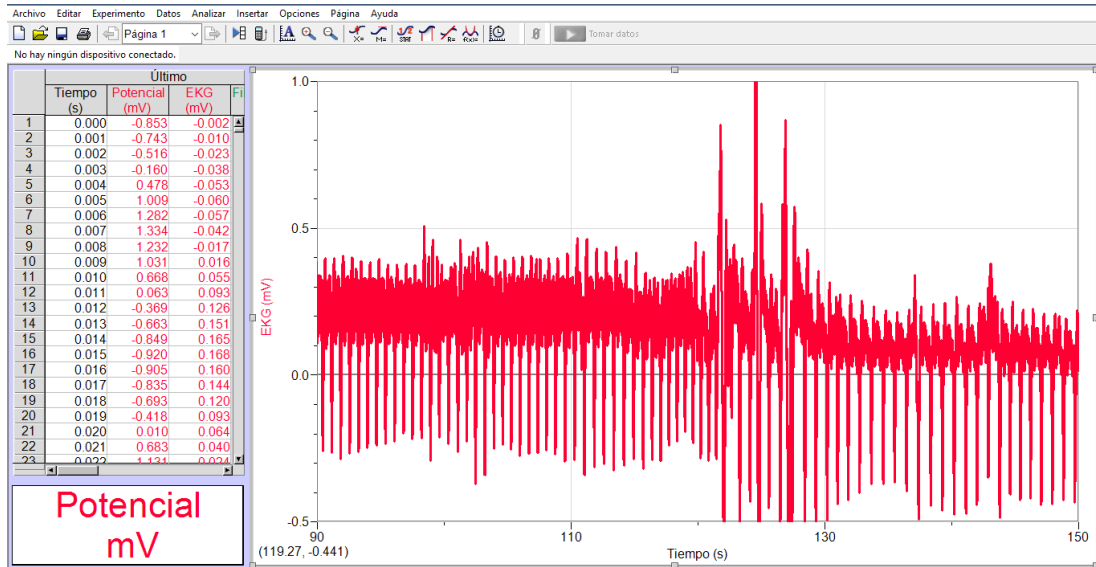 Archivo Editar Experimento Datos Analizar Insertar Opciones Página Ayuda
Página 1
X= M= STAT R= f(x)=
Tomar datos
No hay ningún dispositivo conectado.
Último
Tiempo Potencial EKG Fi
(s) (mV) (mV)
1 0.000 -0.853 -0.002
2 0.001 -0.743 -0.010
3 0.002 -0.516 -0.023
4 0.003 -0.160 -0.038
5 0.004 0.478 -0.053
6 0.005 1.009 -0.060
7 0.006 1.282 -0.057
8 0.007 1.334 -0.042
9 0.008 1.232 -0.017
10 0.009 1.031 0.016
11 0.010 0.668 0.055
12 0.011 0.063 0.093
13 0.012 -0.369 0.126
14 0.013 -0.663 0.151
15 0.014 -0.849 0.165
16 0.015 -0.920 0.168
17 0.016 -0.905 0.160
18 0.017 -0.835 0.144
19 0.018 -0.693 0.120
20 0.019 -0.418 0.093
21 0.020 0.010 0.064
22 0.021 0.683 0.040
23 0.022 1.131 0.024
Potencial
mV
1.0
0.5
EKG (mV)
0.0
-0.5
90 110 130 150
(119.27, -0.441)
Tiempo (s)